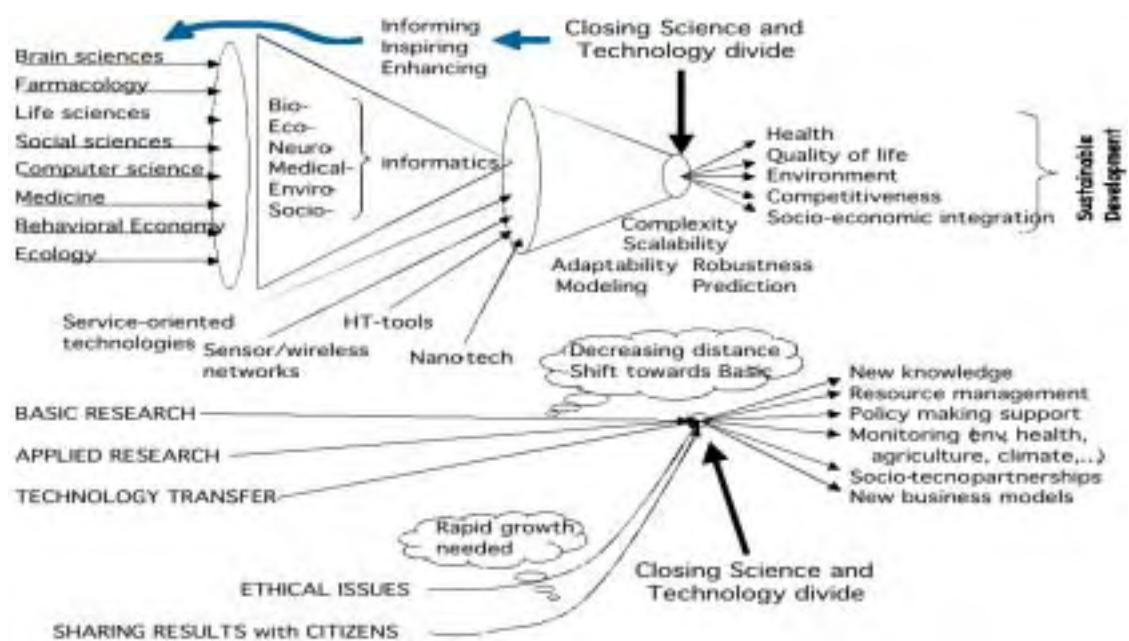 Informing
Inspiring
Enhancing
Closing Science and
Technology divide
Brain sciences
Farmacology
Life sciences
Social sciences
Computer science
Medicine
Behavioral Economy
Ecology
Bio-
Eco-
Neuro-
Medical-
Enviro-
Socio-
informatics
Health
Quality of life
Environment
Competitiveness
Socio-economic integration
Sustainable
Development
Complexity
Scalability
Adaptability Robustness
Modeling Prediction
Service-oriented
technologies
Sensor/wireless
networks
HT-tools
Nanotech
Decreasing distance
Shift towards Basic
BASIC RESEARCH
APPLIED RESEARCH
TECHNOLOGY TRANSFER
New knowledge
Resource management
Policy making support
Monitoring (env, health,
agriculture, climate,...)
Socio-tecnopartnerships
New business models
Rapid growth
needed
ETHICAL ISSUES
SHARING RESULTS with CITIZENS
Closing Science and
Technology divide